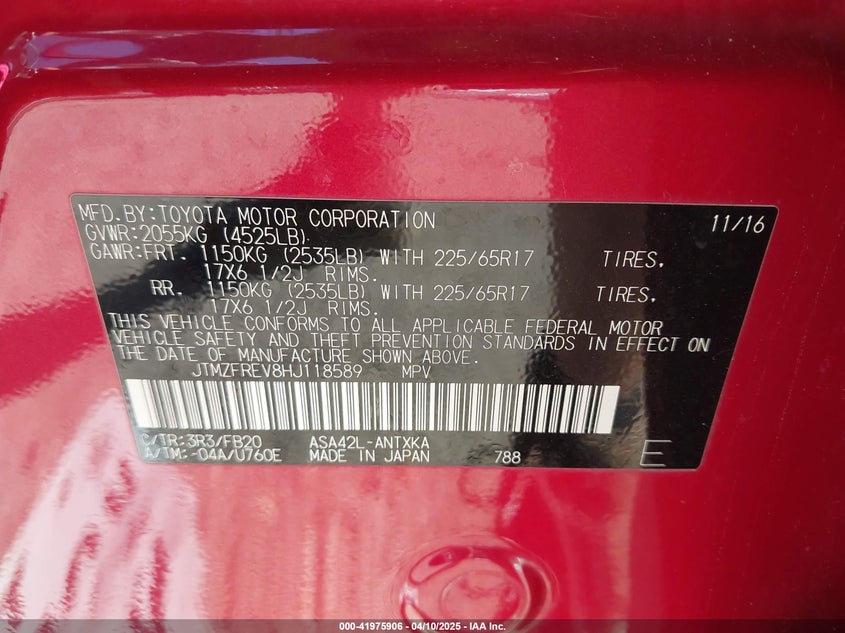 MFD.BY:TOYOTA MOTOR CORPORATION 11/16
GVWR:2055KG (4525LB)
GAWR:FRT. 1150KG (2535LB) WITH 225/65R17 TIRES,
17X6 1/2J RIMS.
RR. 1150KG (2535LB) WITH 225/65R17 TIRES,
17X6 1/2J RIMS.
THIS VEHICLE CONFORMS TO ALL APPLICABLE FEDERAL MOTOR
VEHICLE SAFETY AND THEFT PREVENTION STANDARDS IN EFFECT ON
THE DATE OF MANUFACTURE SHOWN ABOVE.
JTMZFREV8HJ118589 MPV
C/TR:3R3/FB20 ASA42L-ANTXKA
A/TM:-04A/U760E MADE IN JAPAN 788 E
000-41975906 - 04/10/2025 - IAA Inc.